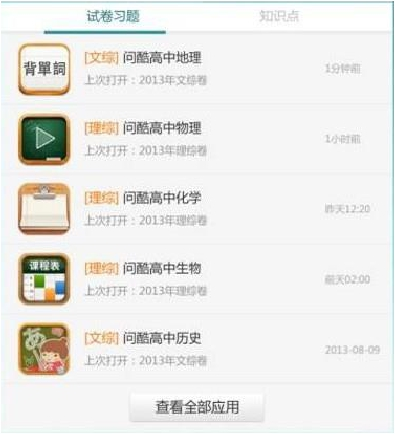 试卷习题
知识点
背單詞
[文综] 问酷高中地理
上次打开：2013年文综卷
1分钟前
[理综] 问酷高中物理
上次打开：2013年理综卷
1小时前
[理综] 问酷高中化学
上次打开：2013年理综卷
昨天12:20
课程表
[理综] 问酷高中生物
上次打开：2013年理综卷
前天02:00
あ
[文综] 问酷高中历史
上次打开：2013年文综卷
2013-08-09
查看全部应用